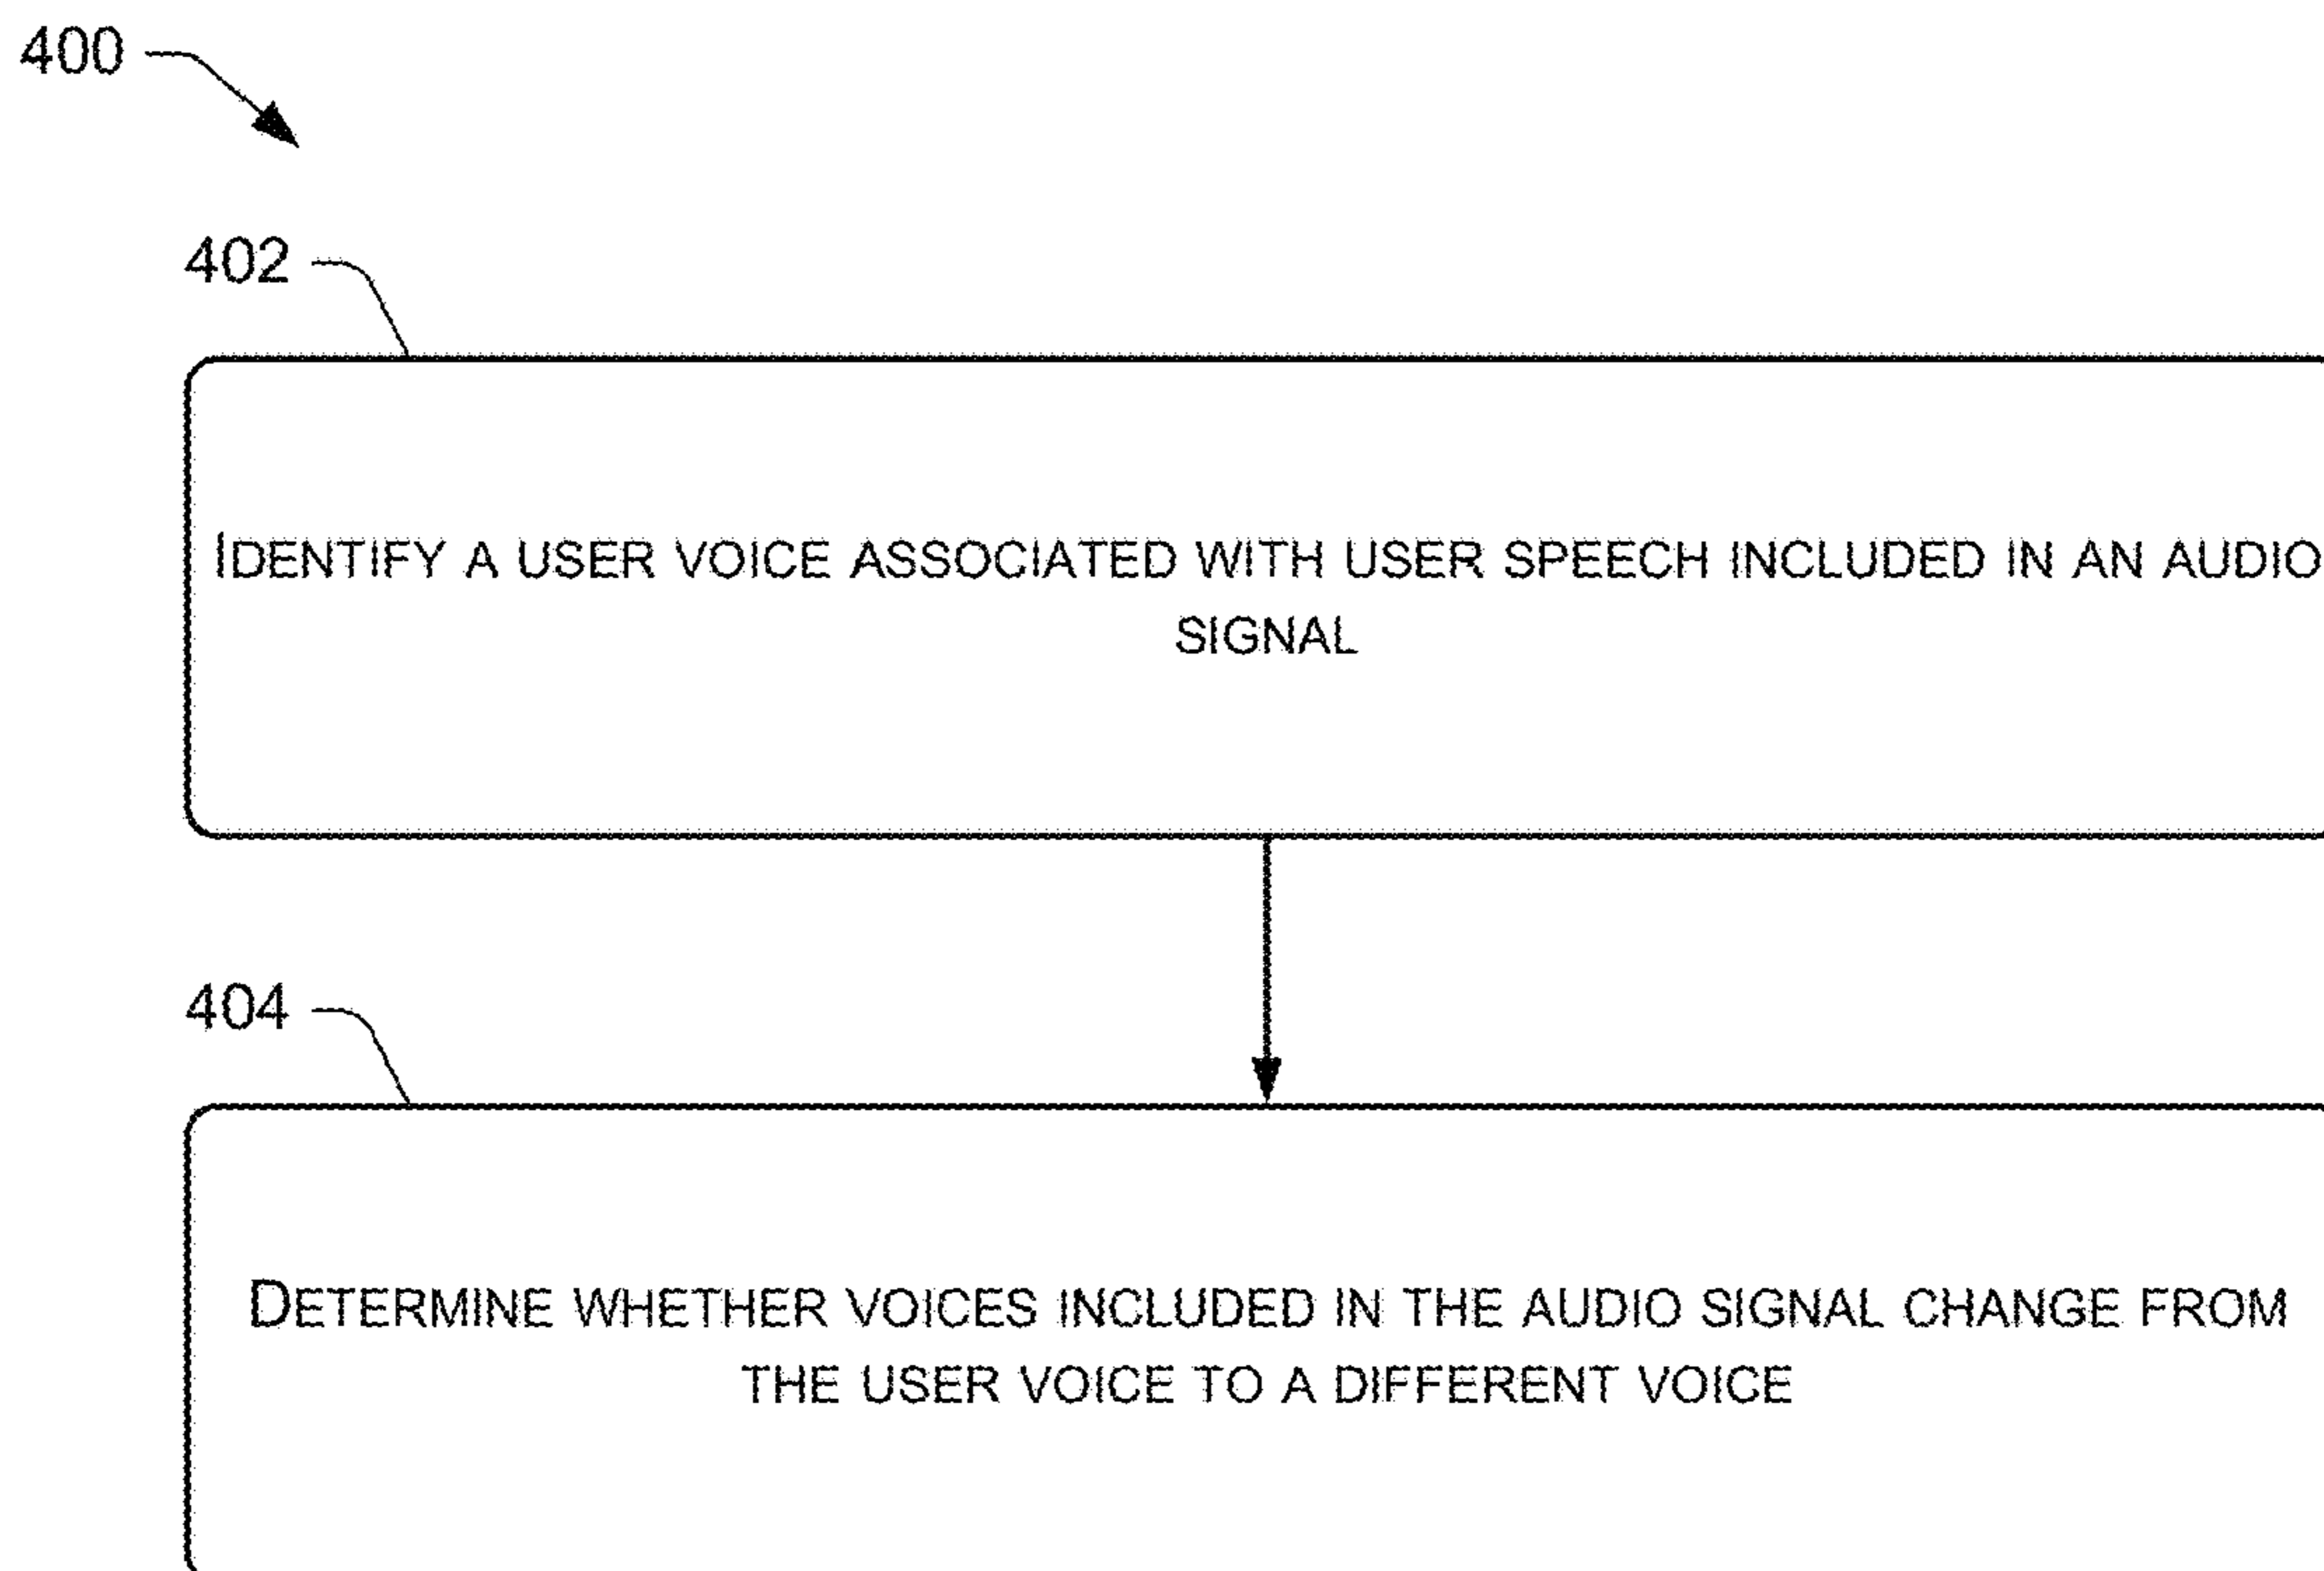 400
402
IDENTIFY A USER VOICE ASSOCIATED WITH USER SPEECH INCLUDED IN AN AUDIO
SIGNAL
404
DETERMINE WHETHER VOICES INCLUDED IN THE AUDIO SIGNAL CHANGE FROM
THE USER VOICE TO A DIFFERENT VOICE